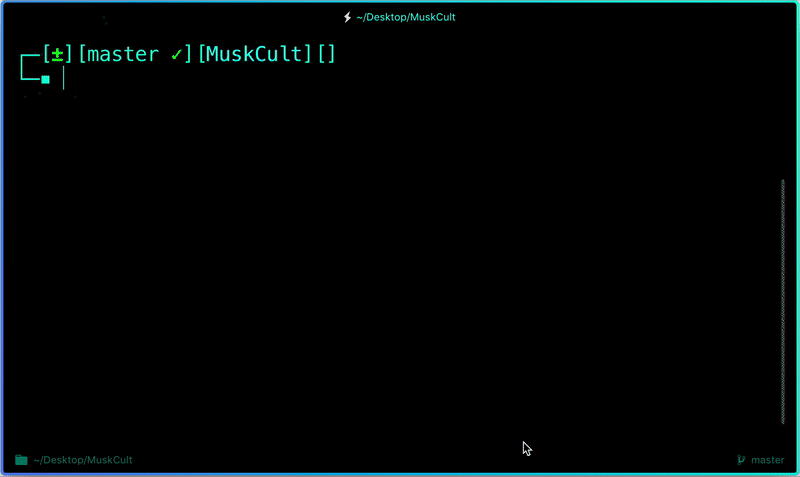 ~/Desktop/MuskCult
[±][master ✓][MuskCult][]
~/Desktop/MuskCult
master